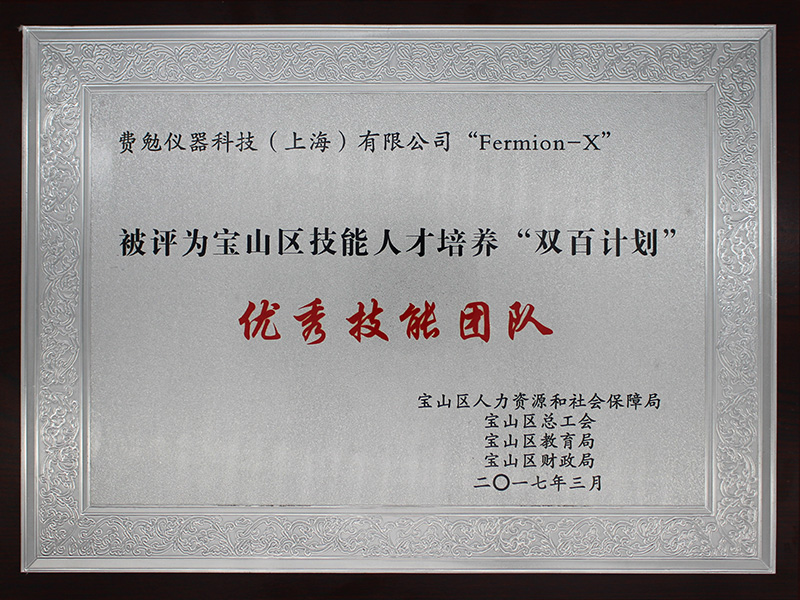 费勉仪器科技（上海）有限公司“Fermion-X”
被评为宝山区技能人才培养“双百计划”
优秀技能团队
宝山区人力资源和社会保障局
宝山区总工会
宝山区教育局
宝山区财政局
二〇一七年三月